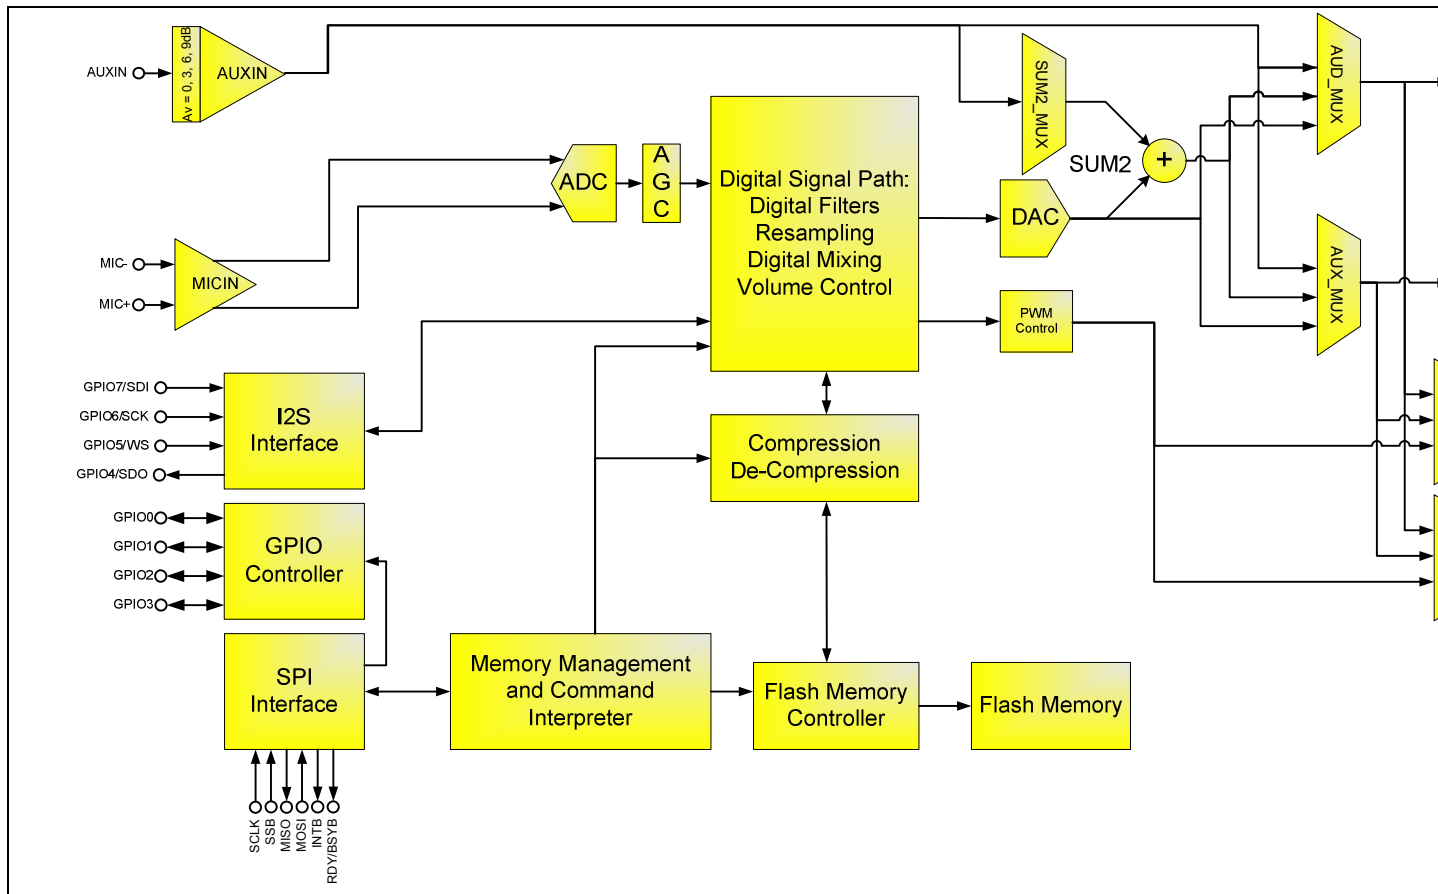 AUXIN
Av = 0, 3, 6, 9dB
AUXIN
SUM2_MUX
AUD_MUX
SUM2
+
ADC
A
G
C
Digital Signal Path:
Digital Filters
Resampling
Digital Mixing
Volume Control
DAC
MIC-
MIC+
MICIN
AUX_MUX
PWM
Control
GPIO7/SDI
GPIO6/SCK
GPIO5/WS
GPIO4/SDO
I2S
Interface
Compression
De-Compression
GPIO0
GPIO1
GPIO2
GPIO3
GPIO
Controller
SPI
Interface
Memory Management
and Command
Interpreter
Flash Memory
Controller
Flash Memory
SCLK
SSB
MISO
MOSI
INTB
RDY/BSYB